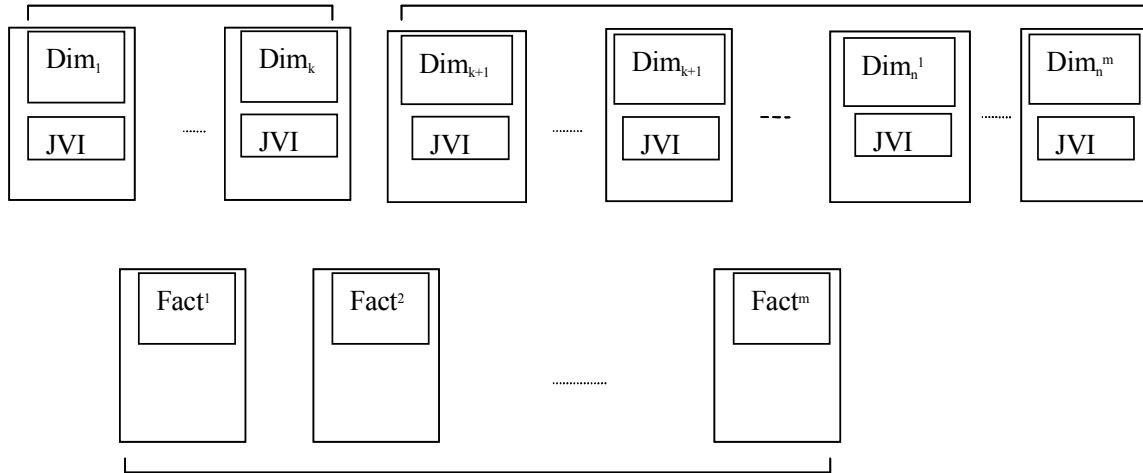 Dim₁ ........ Dimₖ Dimₖ₊₁ .......... Dimₖ₊₁ --- Dimₙ¹ .......... Dimₙᵐ
JVI JVI JVI JVI JVI JVI
Fact¹ Fact² .................. Factᵐ